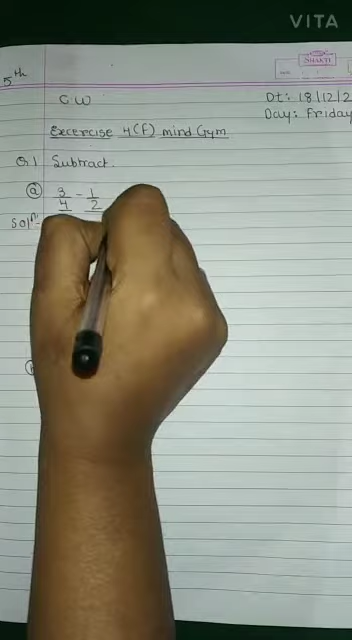 VITA
SHAKTI
5th
CW
Dt: 18/12/2
Day: Friday
Excercise 4(F) mind Gym
Q.1 Subtract.
(a) 3/4 - 1/2
Solⁿ:-